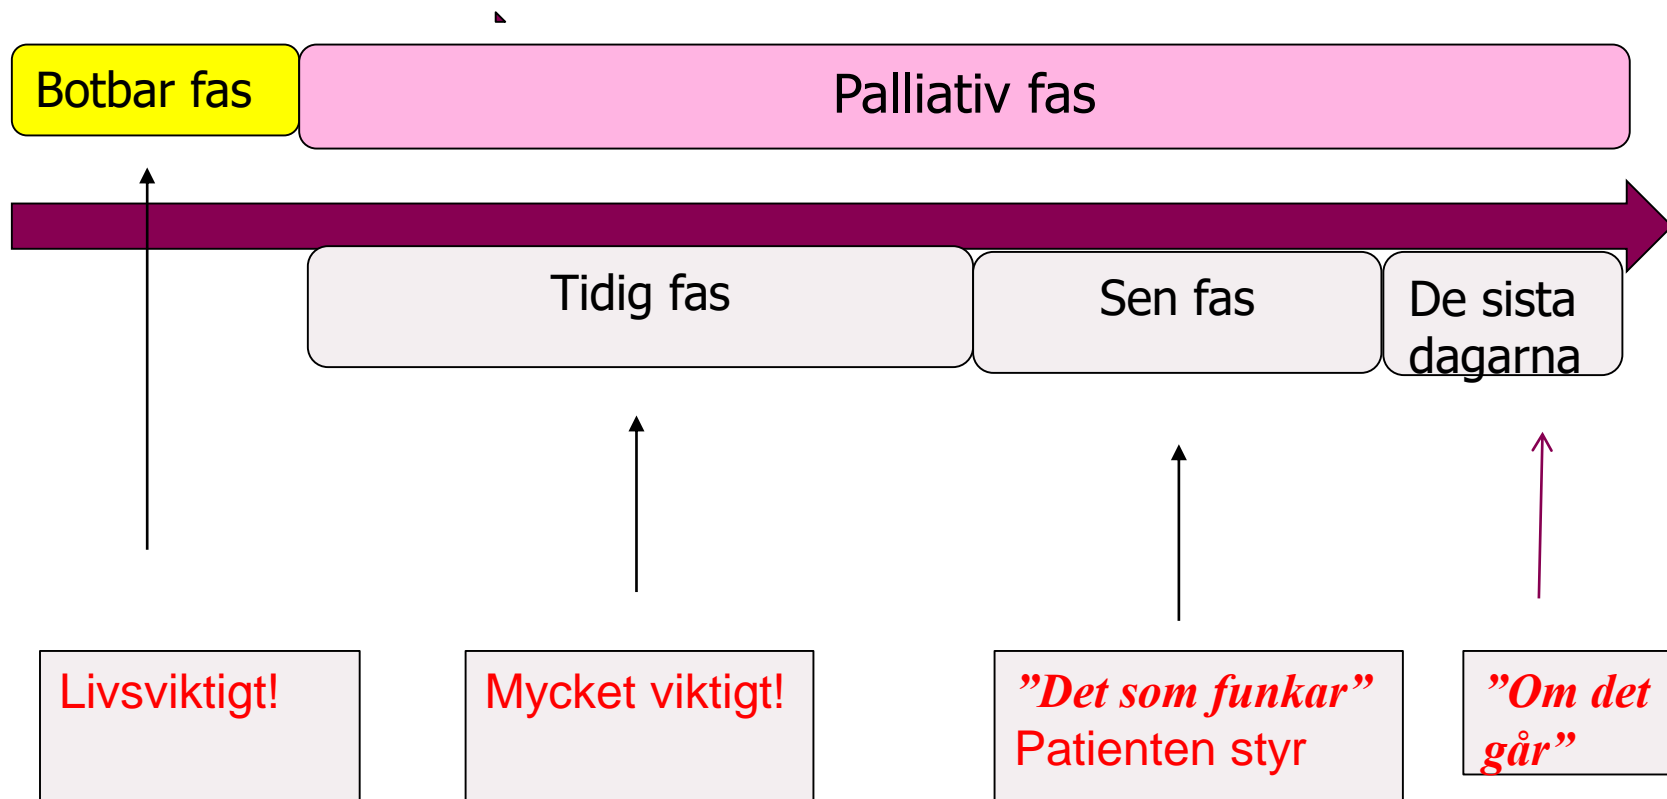 Botbar fas
Palliativ fas
Tidig fas
Sen fas
De sista
dagarna
Livsviktigt!
Mycket viktigt!
”Det som funkar”
Patienten styr
”Om det
går”